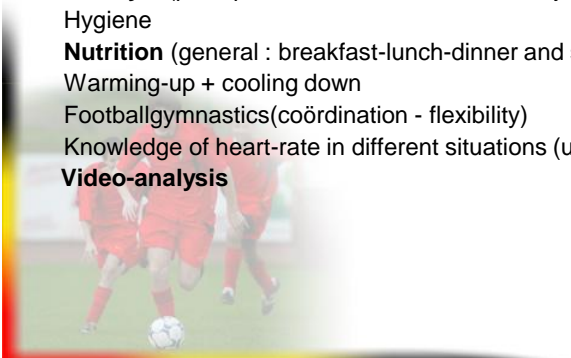 Hygiene
Nutrition (general : breakfast-lunch-dinner and
Warming-up + cooling down
Footballgymnastics(coördination - flexibility)
Knowledge of heart-rate in different situations (u
Video-analysis